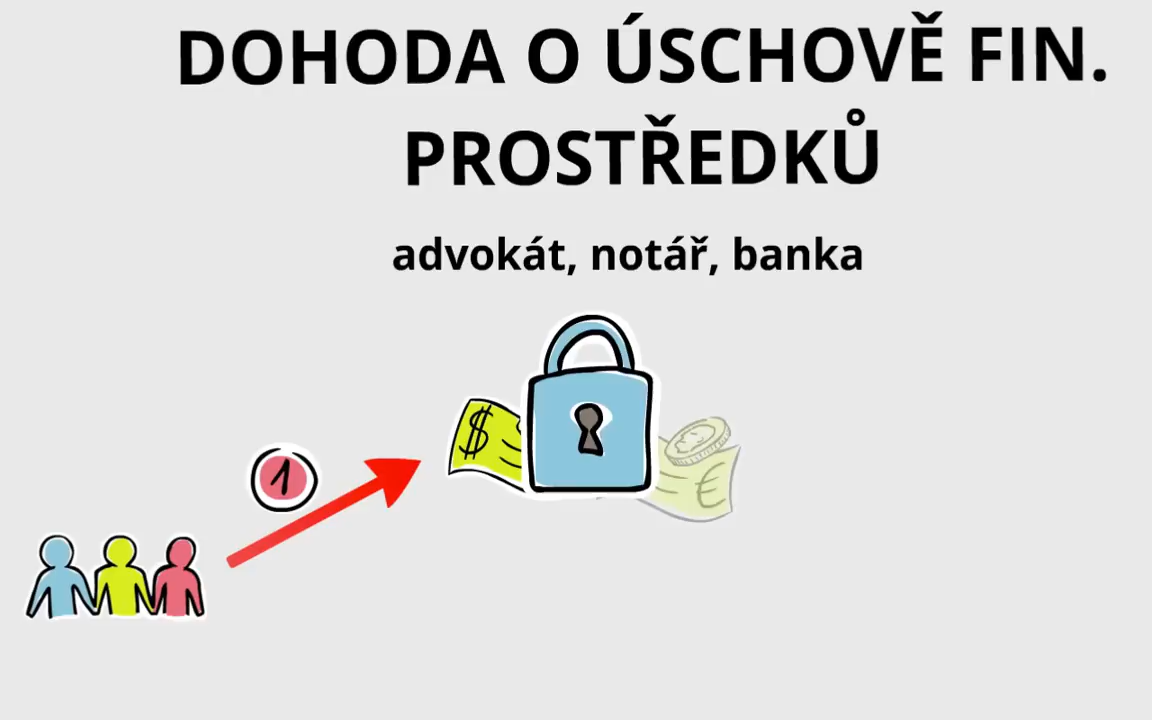 DOHODA O ÚSCHOVĚ FIN.
PROSTŘEDKŮ
advokát, notář, banka
$
€
1